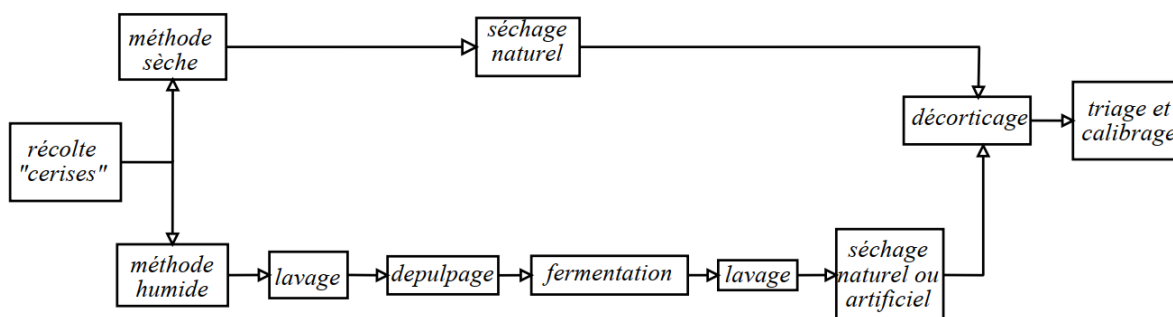 méthode
sèche
séchage
naturel
récolte
"cerises"
décorticage
triage et
calibrage
méthode
humide
lavage
depulpage
fermentation
lavage
séchage
naturel ou
artificiel